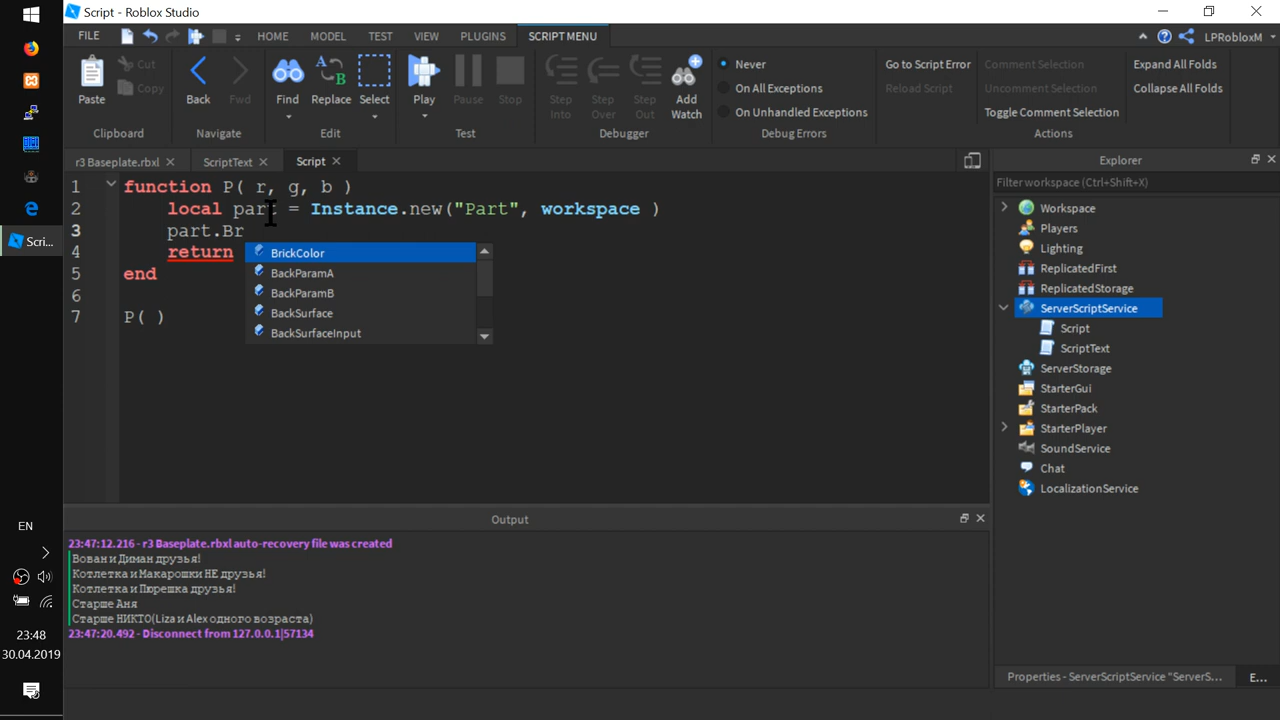 Script - Roblox Studio
FILE
HOME
MODEL
TEST
VIEW
PLUGINS
SCRIPT MENU
LPRobloxM
Paste
Cut
Copy
Back
Fwd
Find
Replace
Select
Play
Pause
Stop
Step Into
Step Over
Step Out
Add Watch
Never
On All Exceptions
On Unhandled Exceptions
Go to Script Error
Reload Script
Comment Selection
Uncomment Selection
Toggle Comment Selection
Expand All Folds
Collapse All Folds
Clipboard
Navigate
Edit
Test
Debugger
Debug Errors
Actions
r3 Baseplate.rbxl
ScriptText
Script
1 function P( r, g, b )
2 local part = Instance.new("Part", workspace )
3 part.Br
4 return
5 end
6
7 P( )
BrickColor
BackParamA
BackParamB
BackSurface
BackSurfaceInput
Explorer
Filter workspace (Ctrl+Shift+X)
Workspace
Players
Lighting
ReplicatedFirst
ReplicatedStorage
ServerScriptService
Script
ScriptText
ServerStorage
StarterGui
StarterPack
StarterPlayer
SoundService
Chat
LocalizationService
Properties - ServerScriptService "ServerS...
E...
Output
23:47:12.216 - r3 Baseplate.rbxl auto-recovery file was created
Вован и Диман друзья!
Котлетка и Макарошки НЕ друзья!
Котлетка и Пюрешка друзья!
Старше Аня
Старше НИКТО(Liza и Alex одного возраста)
23:47:20.492 - Disconnect from 127.0.0.1|57134
Scri...
EN
23:48
30.04.2019